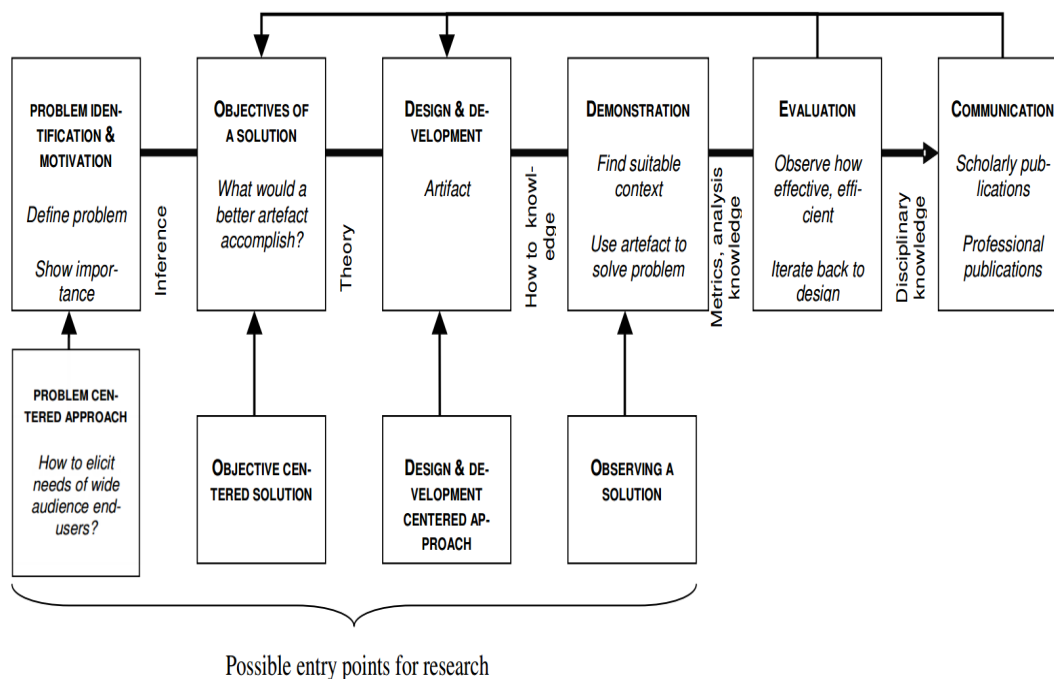 PROBLEM IDEN-
TIFICATION &
MOTIVATION
Define problem
Show impor-
tance
Inference
OBJECTIVES OF
A SOLUTION
What would a
better artefact
accomplish?
Theory
DESIGN & DE-
VELOPMENT
Artifact
How to knowl-
edge
DEMONSTRATION
Find suitable
context
Use artefact to
solve problem
Metrics, analysis
knowledge
EVALUATION
Observe how
effective, effi-
cient
Iterate back to
design
Disciplinary
knowledge
COMMUNICATION
Scholarly pub-
lications
Professional
publications
PROBLEM CEN-
TERED APPROACH
How to elicit
needs of wide
audience end-
users?
OBJECTIVE CEN-
TERED SOLUTION
DESIGN & DE-
VELOPMENT
CENTERED AP-
PROACH
OBSERVING A
SOLUTION
Possible entry points for research